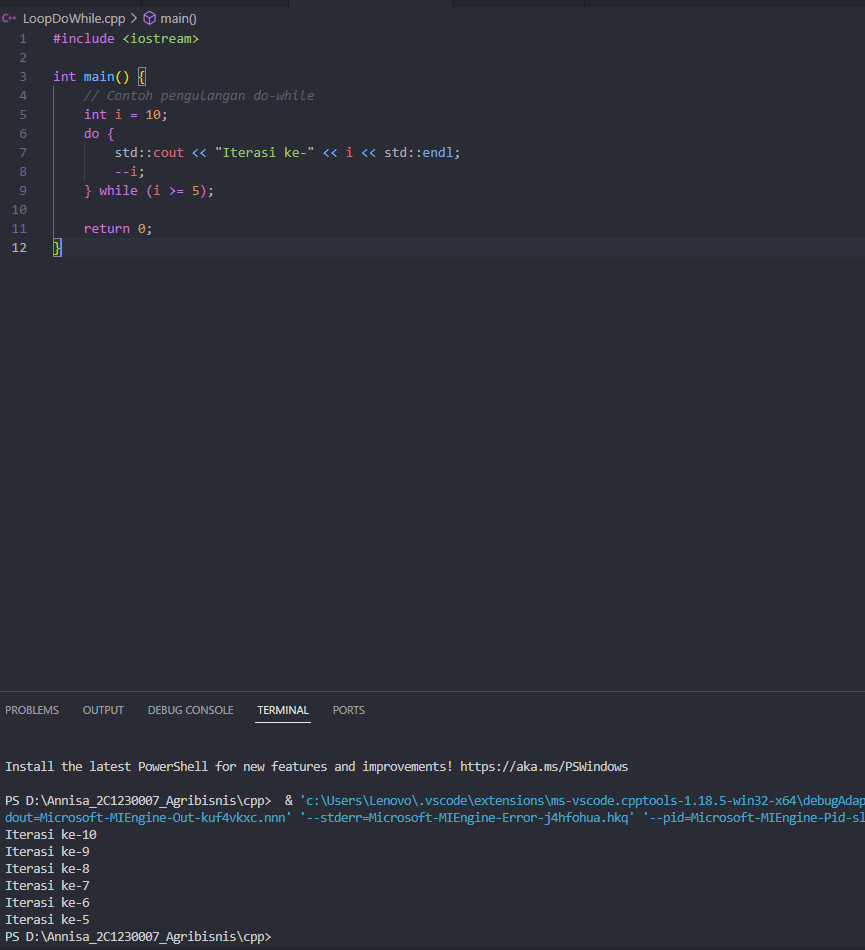 LoopDoWhile.cpp > main()
1 #include <iostream>
2
3 int main() {
4     // Contoh pengulangan do-while
5     int i = 10;
6     do {
7         std::cout << "Iterasi ke-" << i << std::endl;
8         --i;
9     } while (i >= 5);
10
11     return 0;
12 }
PROBLEMS OUTPUT DEBUG CONSOLE TERMINAL PORTS
Install the latest PowerShell for new features and improvements! https://aka.ms/PSWindows
PS D:\Annisa_2C1230007_Agribisnis\cpp>  & 'c:\Users\Lenovo\.vscode\extensions\ms-vscode.cpptools-1.18.5-win32-x64\debugAdap
dout=Microsoft-MIEngine-Out-kuf4vkxc.nnn' '--stderr=Microsoft-MIEngine-Error-j4hfohua.hkq' '--pid=Microsoft-MIEngine-Pid-sl
Iterasi ke-10
Iterasi ke-9
Iterasi ke-8
Iterasi ke-7
Iterasi ke-6
Iterasi ke-5
PS D:\Annisa_2C1230007_Agribisnis\cpp>